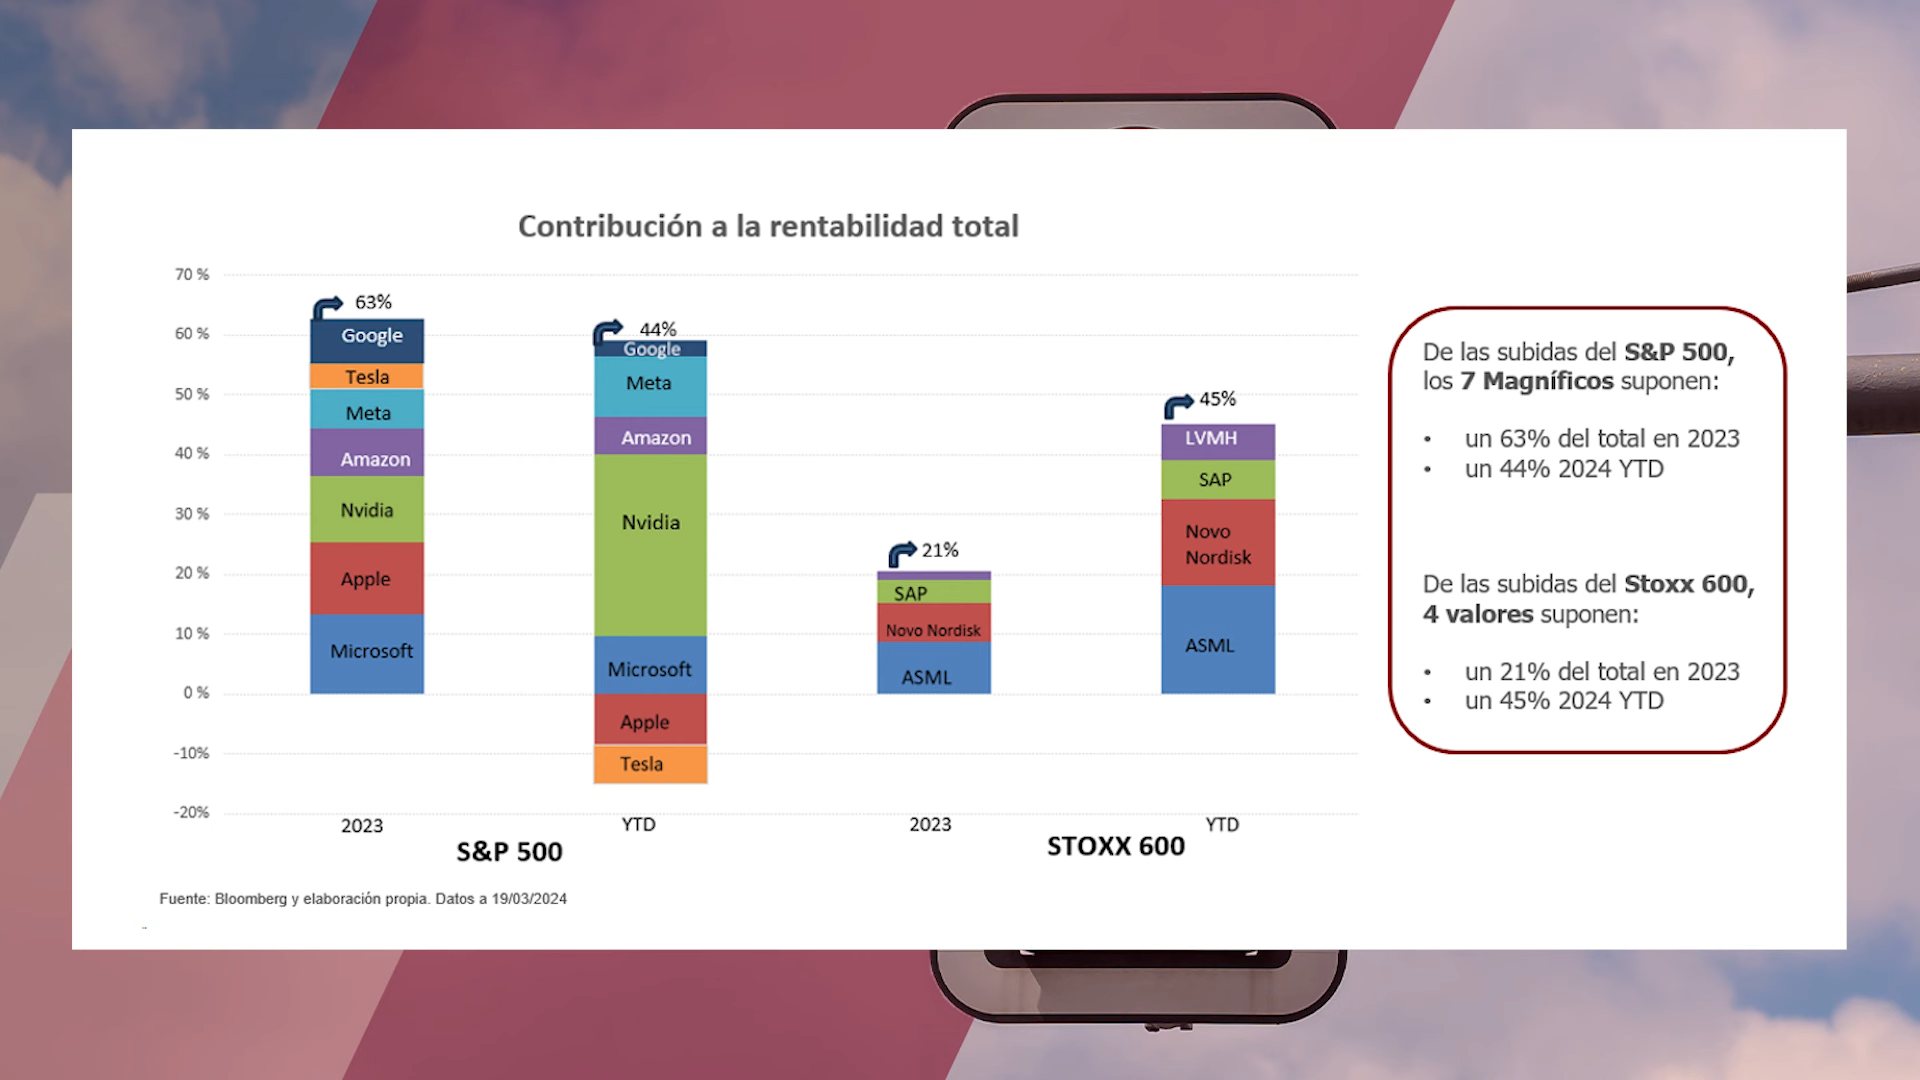 Contribución a la rentabilidad total
70 %
60 %
50 %
40 %
30 %
20 %
10 %
0 %
-10%
-20%
63%
Google
Tesla
Meta
Amazon
Nvidia
Apple
Microsoft
2023
44%
Google
Meta
Amazon
Nvidia
Microsoft
Apple
Tesla
YTD
S&P 500
21%
SAP
Novo Nordisk
ASML
2023
45%
LVMH
SAP
Novo
Nordisk
ASML
YTD
STOXX 600
De las subidas del S&P 500,
los 7 Magníficos suponen:
• un 63% del total en 2023
• un 44% 2024 YTD
De las subidas del Stoxx 600,
4 valores suponen:
• un 21% del total en 2023
• un 45% 2024 YTD
Fuente: Bloomberg y elaboración propia. Datos a 19/03/2024